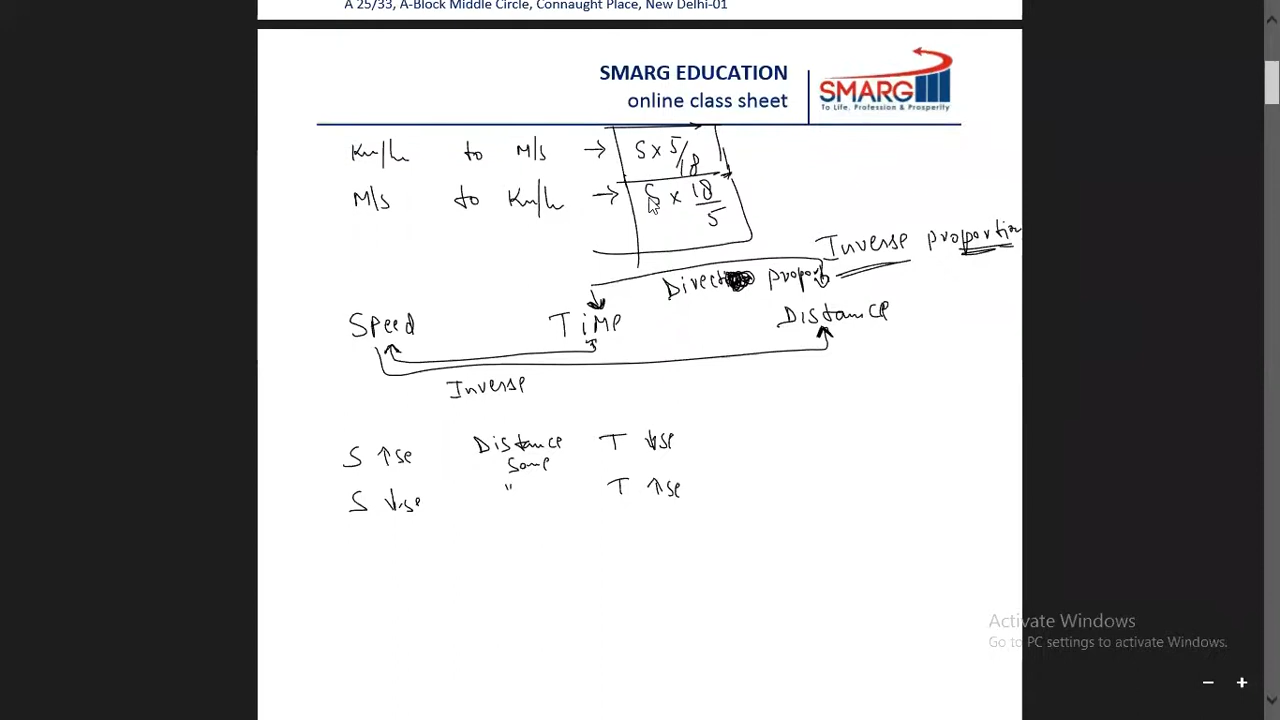 A 25/33, A-Block Middle Circle, Connaught Place, New Delhi-01
SMARG EDUCATION
online class sheet
SMARG
To Life, Profession & Prosperity
Km/h to M/s → S × 5/18
M/s to Km/h → S × 18/5
Inverse proportion
Direct proport
Speed Time Distance
Inverse
S ↑se Distance T ↓se
Same
S ↓se " T ↑se
Activate Windows
Go to PC settings to activate Windows.